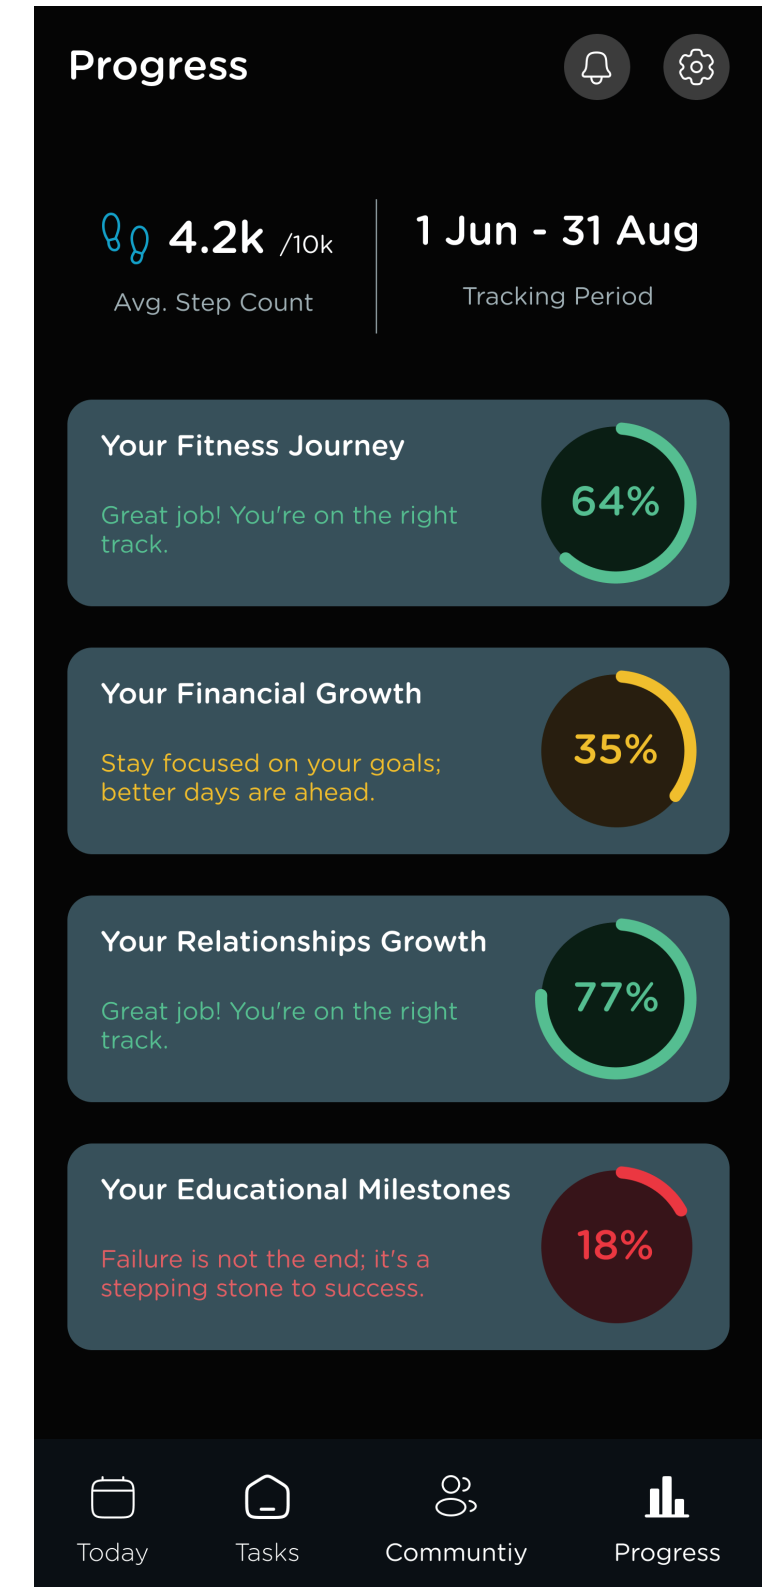 Progress
4.2k /10k
Avg. Step Count
1 Jun - 31 Aug
Tracking Period
Your Fitness Journey
Great job! You're on the right
track.
64%
Your Financial Growth
Stay focused on your goals;
better days are ahead.
35%
Your Relationships Growth
Great job! You're on the right
track.
77%
Your Educational Milestones
Failure is not the end; it's a
stepping stone to success.
18%
Today
Tasks
Communtiy
Progress